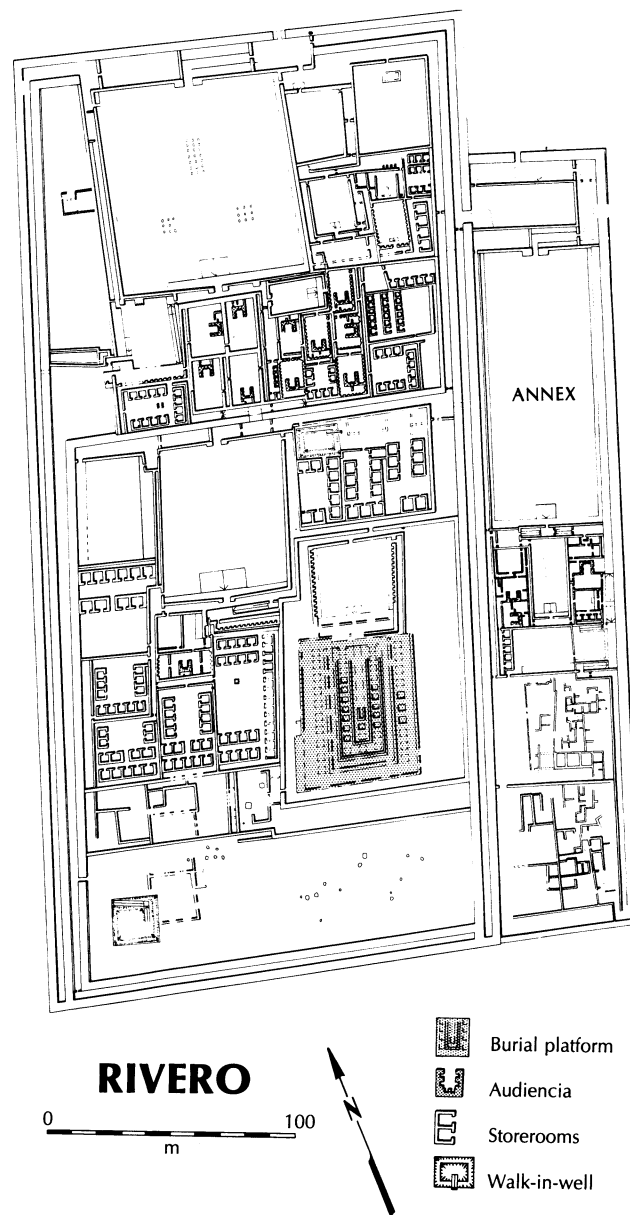 ANNEX
RIVERO
0 100
m
N
Burial platform
Audiencia
Storerooms
Walk-in-well